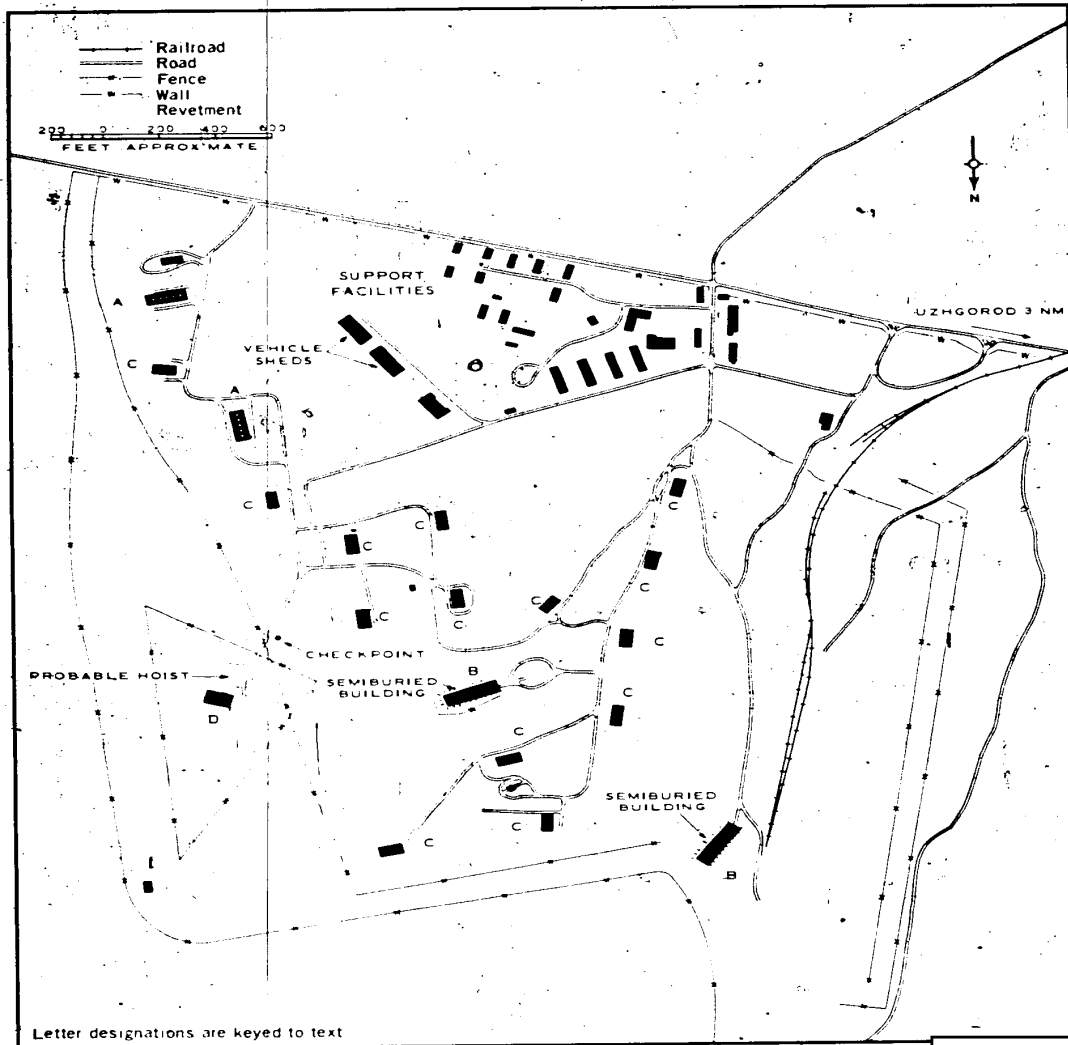 Railroad
Road
Fence
Wall
Revetment
200 0 200 400 600
FEET APPROXIMATE
N
SUPPORT
FACILITIES
A
UZHGOROD 3 NM
VEHICLE
SHEDS
C
A
C
C
C
C
C
C
C
C
CHECKPOINT
C
PROBABLE HOIST
SEMIBURIED
BUILDING
B
D
C
C
SEMIBURIED
BUILDING
C
C
B
Letter designations are keyed to text